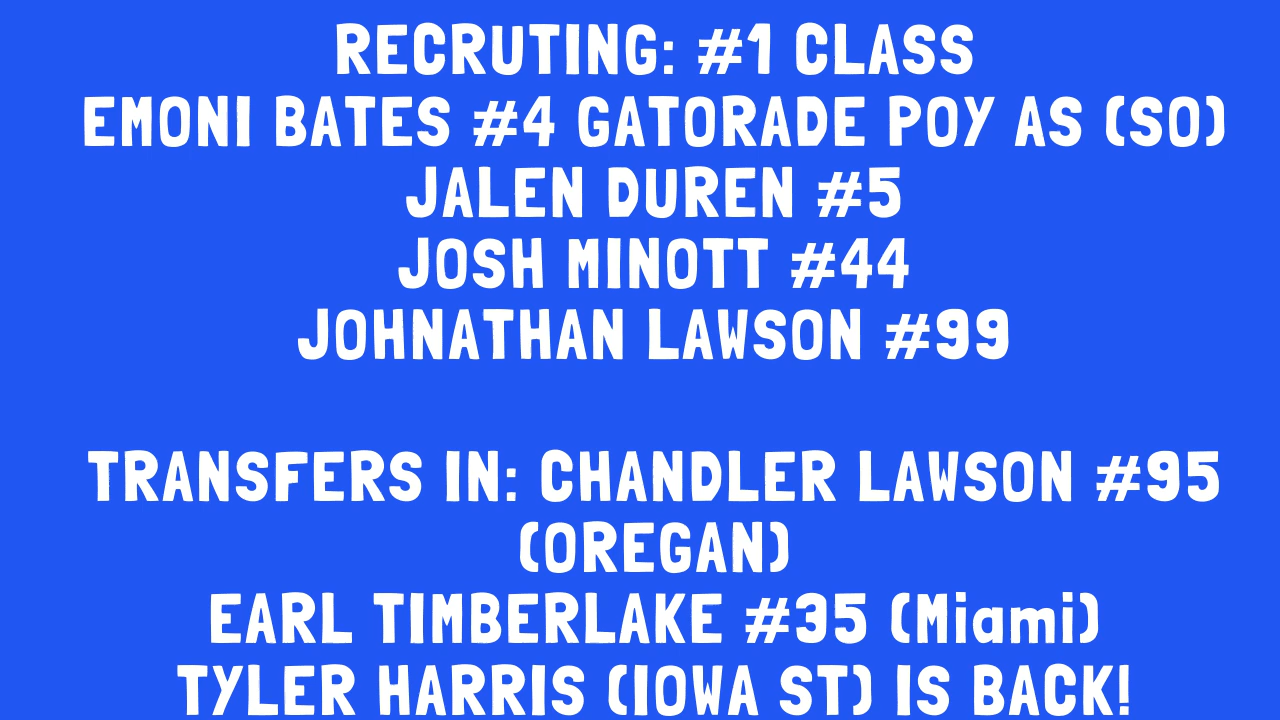 RECRUTING: #1 CLASS
EMONI BATES #4 GATORADE POY AS (SO)
JALEN DUREN #5
JOSH MINOTT #44
JOHNATHAN LAWSON #99
TRANSFERS IN: CHANDLER LAWSON #95
(OREGAN)
EARL TIMBERLAKE #35 (Miami)
TYLER HARRIS (IOWA ST) IS BACK!